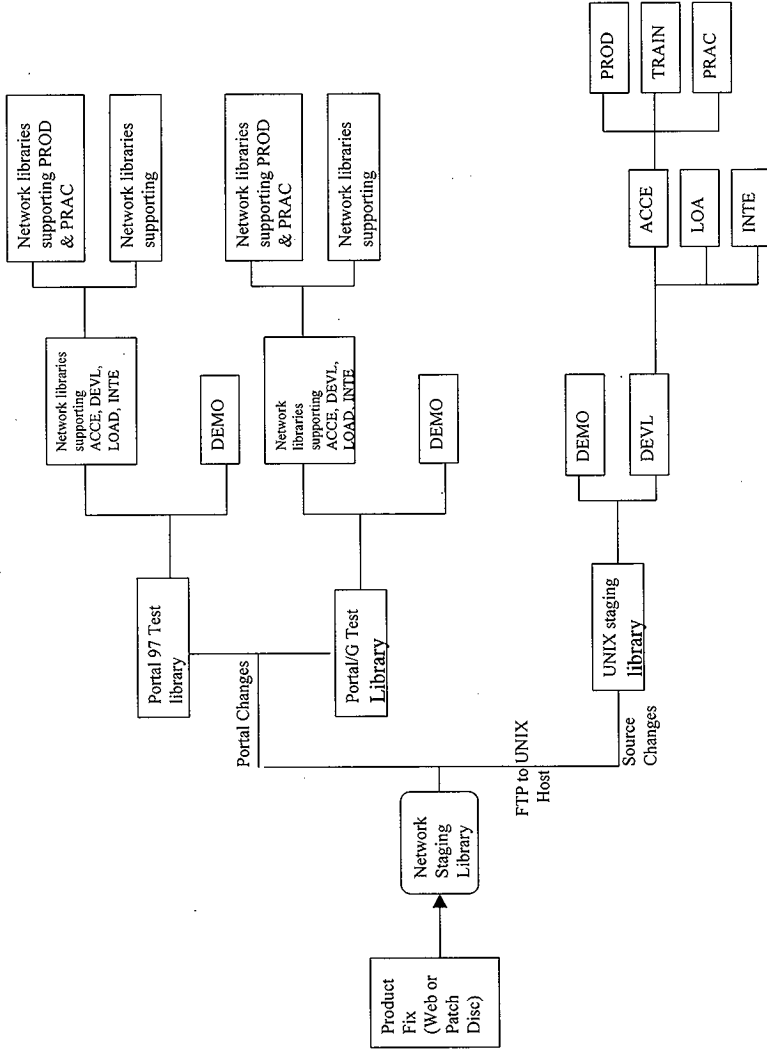 Product
Fix
(Web or
Patch
Disc)
Network
Staging
Library
Portal Changes
FTP to UNIX
Host
Source
Changes
Portal 97 Test
library
Portal/G Test
Library
UNIX staging
library
Network libraries
supporting
ACCE, DEVL,
LOAD, INTE
DEMO
Network
libraries
supporting
ACCE, DEVL,
LOAD, INTE
DEMO
DEMO
DEVL
Network libraries
supporting PROD
& PRAC
Network libraries
supporting
Network libraries
supporting PROD
& PRAC
Network libraries
supporting
ACCE
LOA
INTE
PROD
TRAIN
PRAC